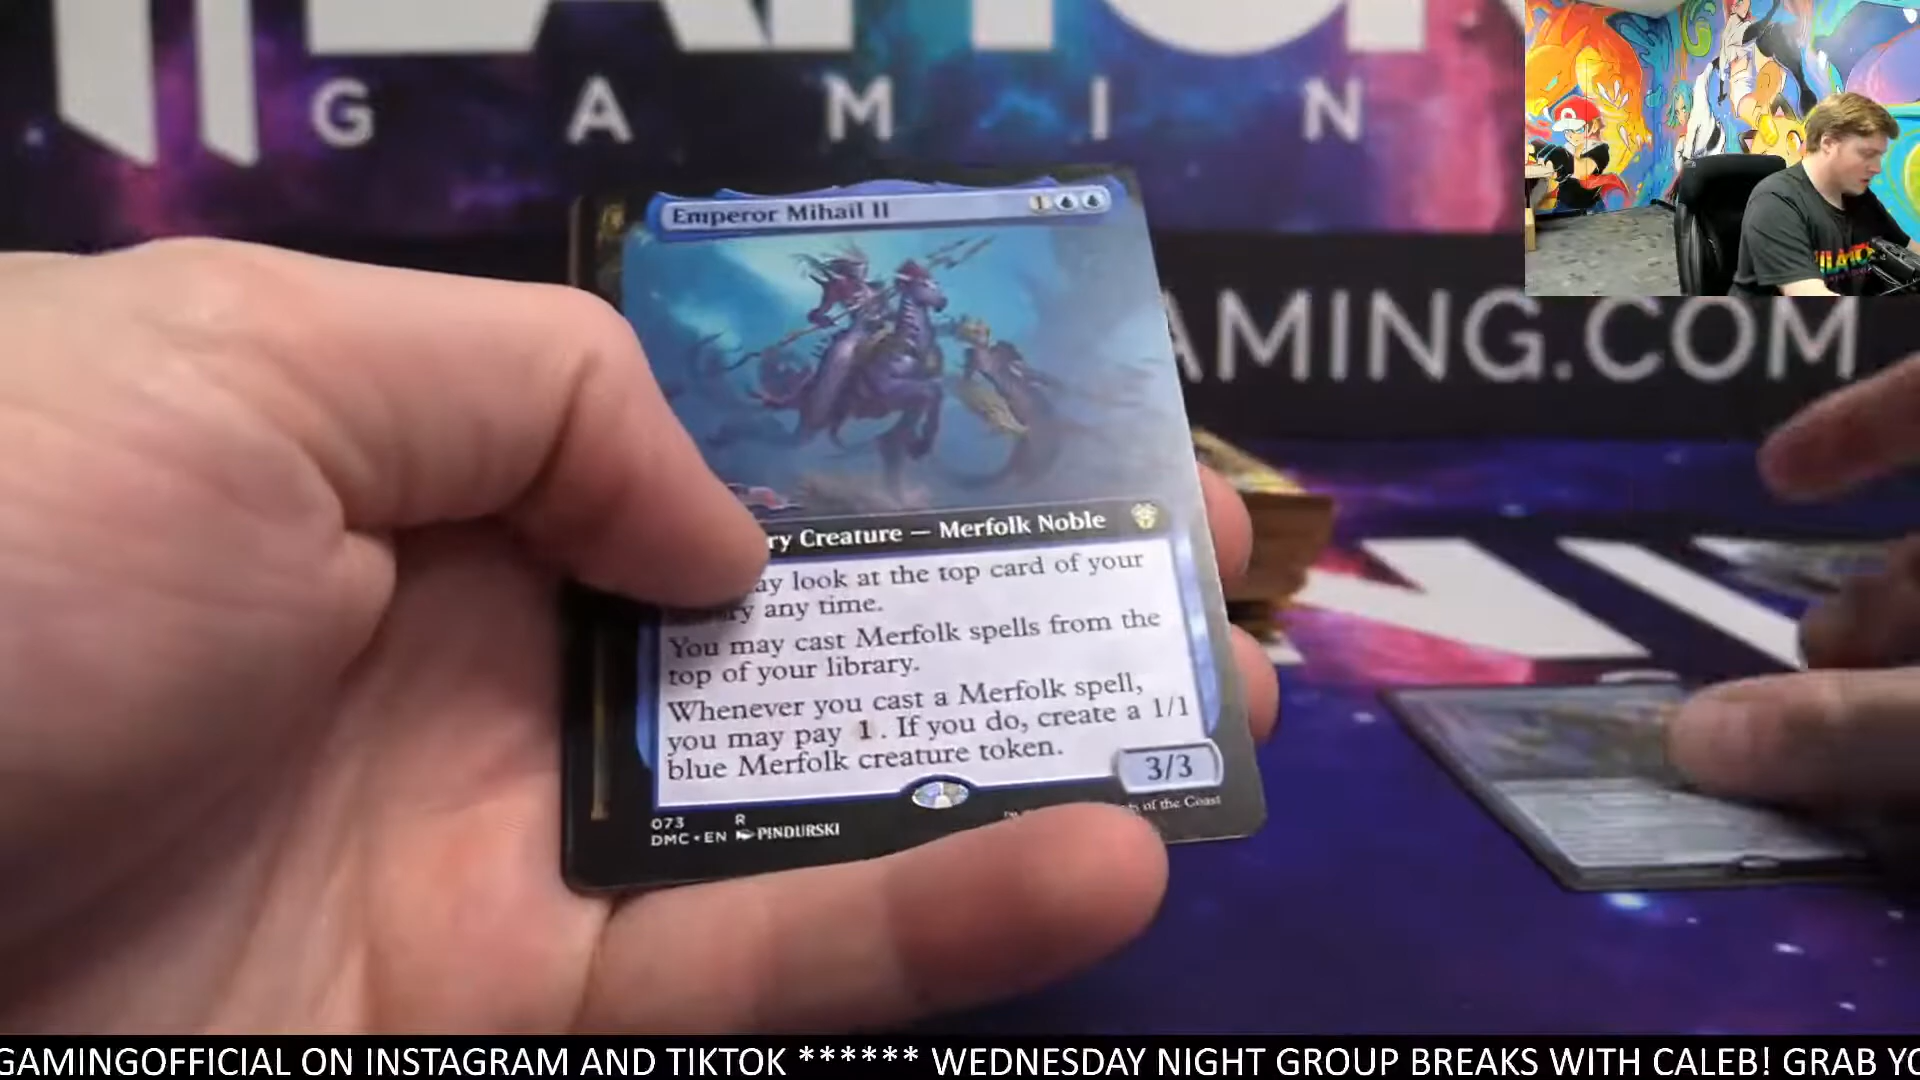 G A M I N
AMING.COM
Emperor Mihail II 1
ry Creature — Merfolk Noble
ay look at the top card of your
ry any time.
You may cast Merfolk spells from the
top of your library.
Whenever you cast a Merfolk spell,
you may pay 1. If you do, create a 1/1
blue Merfolk creature token.
3/3
073 R
DMC • EN PINDURSKI
of the Coast
GAMINGOFFICIAL ON INSTAGRAM AND TIKTOK ****** WEDNESDAY NIGHT GROUP BREAKS WITH CALEB! GRAB YO